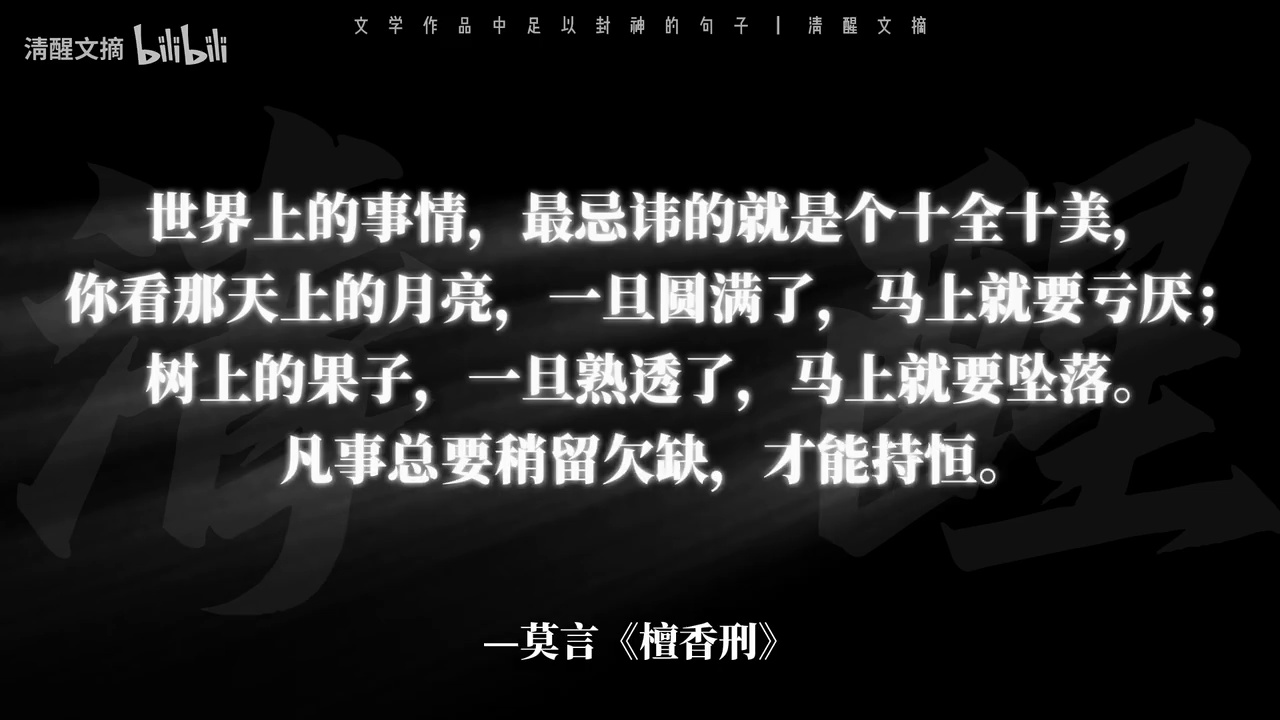 文学作品中足以封神的句子 | 清醒文摘
清醒文摘 bilibili
清醒
世界上的事情，最忌讳的就是个十全十美，
你看那天上的月亮，一旦圆满了，马上就要亏厌；
树上的果子，一旦熟透了，马上就要坠落。
凡事总要稍留欠缺，才能持恒。
—莫言《檀香刑》